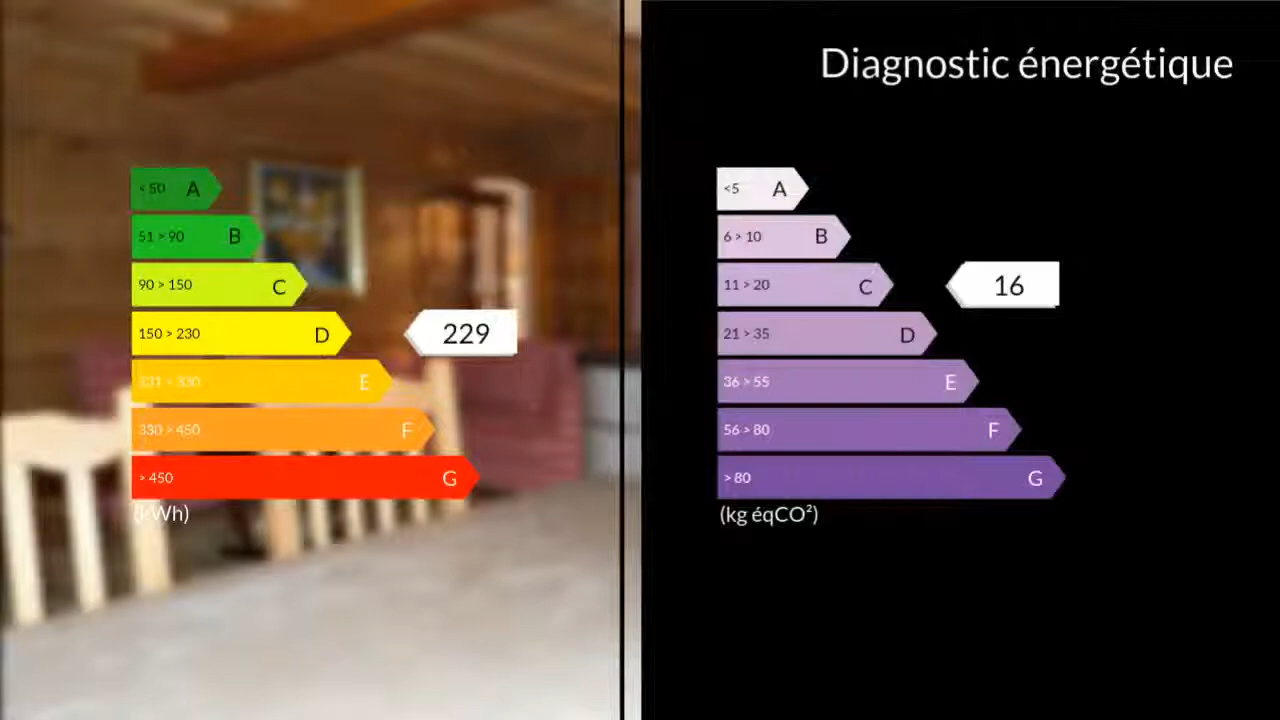 Diagnostic énergétique
< 50 A
51 > 90 B
90 > 150 C
150 > 230 D
229
231 > 330 E
330 > 450 F
> 450 G
(kWh)
<5 A
6 > 10 B
11 > 20 C
16
21 > 35 D
36 > 55 E
56 > 80 F
> 80 G
(kg éqCO²)